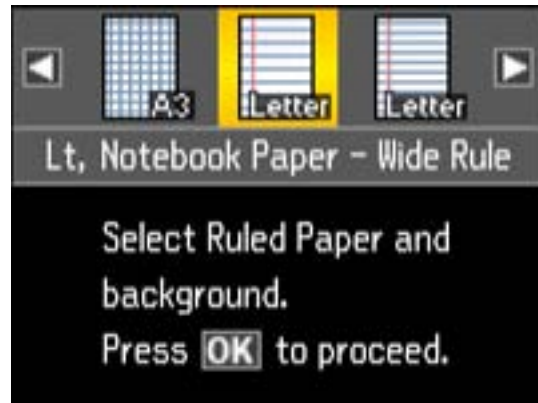 A3 Letter Letter
Lt, Notebook Paper - Wide Rule
Select Ruled Paper and
background.
Press OK to proceed.